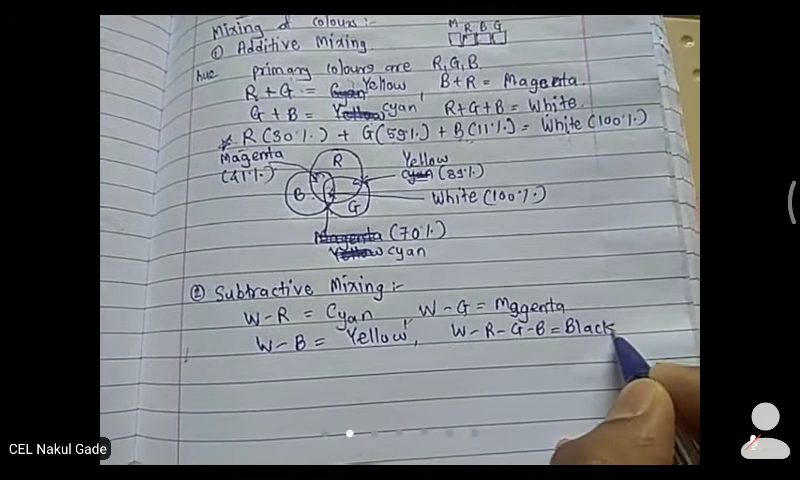 Mixing of colours:-
M R B G
① Additive Mixing
hue primary colours are R, G, B.
R + G = Yellow, B+R = Magenta.
G + B = Cyan, R+G+B = White.
* R(30%) + G(59%) + B(11%) = White(100%)
Magenta (41%)
R
B
G
Yellow (89%)
White (100%)
(70%)
cyan
② Subtractive Mixing:-
W-R = Cyan, W-G = Magenta
W-B = Yellow, W-R-G-B = Black
CEL Nakul Gade